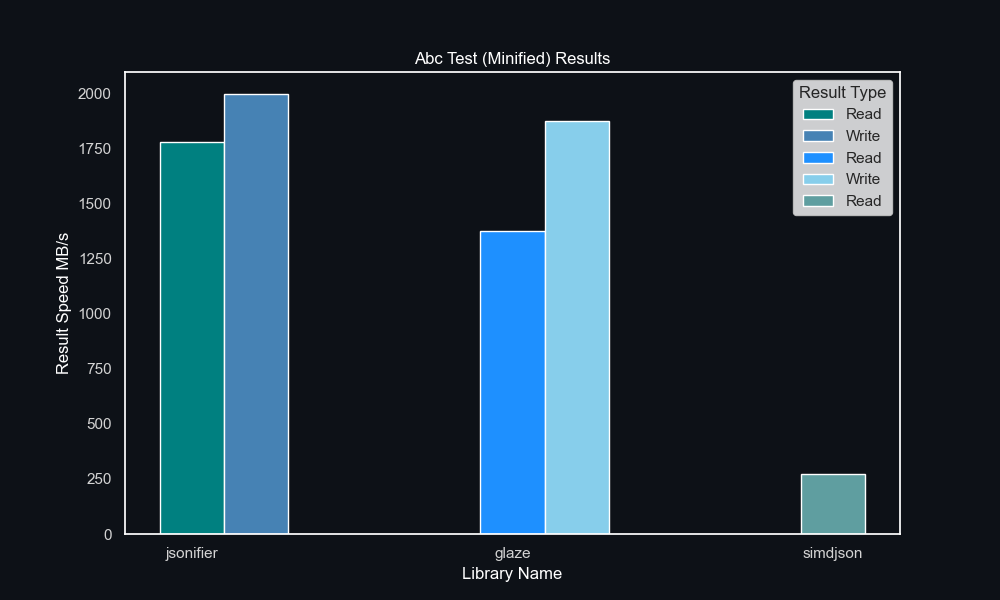 Abc Test (Minified) Results
Result Type
Read
Write
Read
Write
Read
Result Speed MB/s
2000
1750
1500
1250
1000
750
500
250
0
jsonifier
glaze
simdjson
Library Name